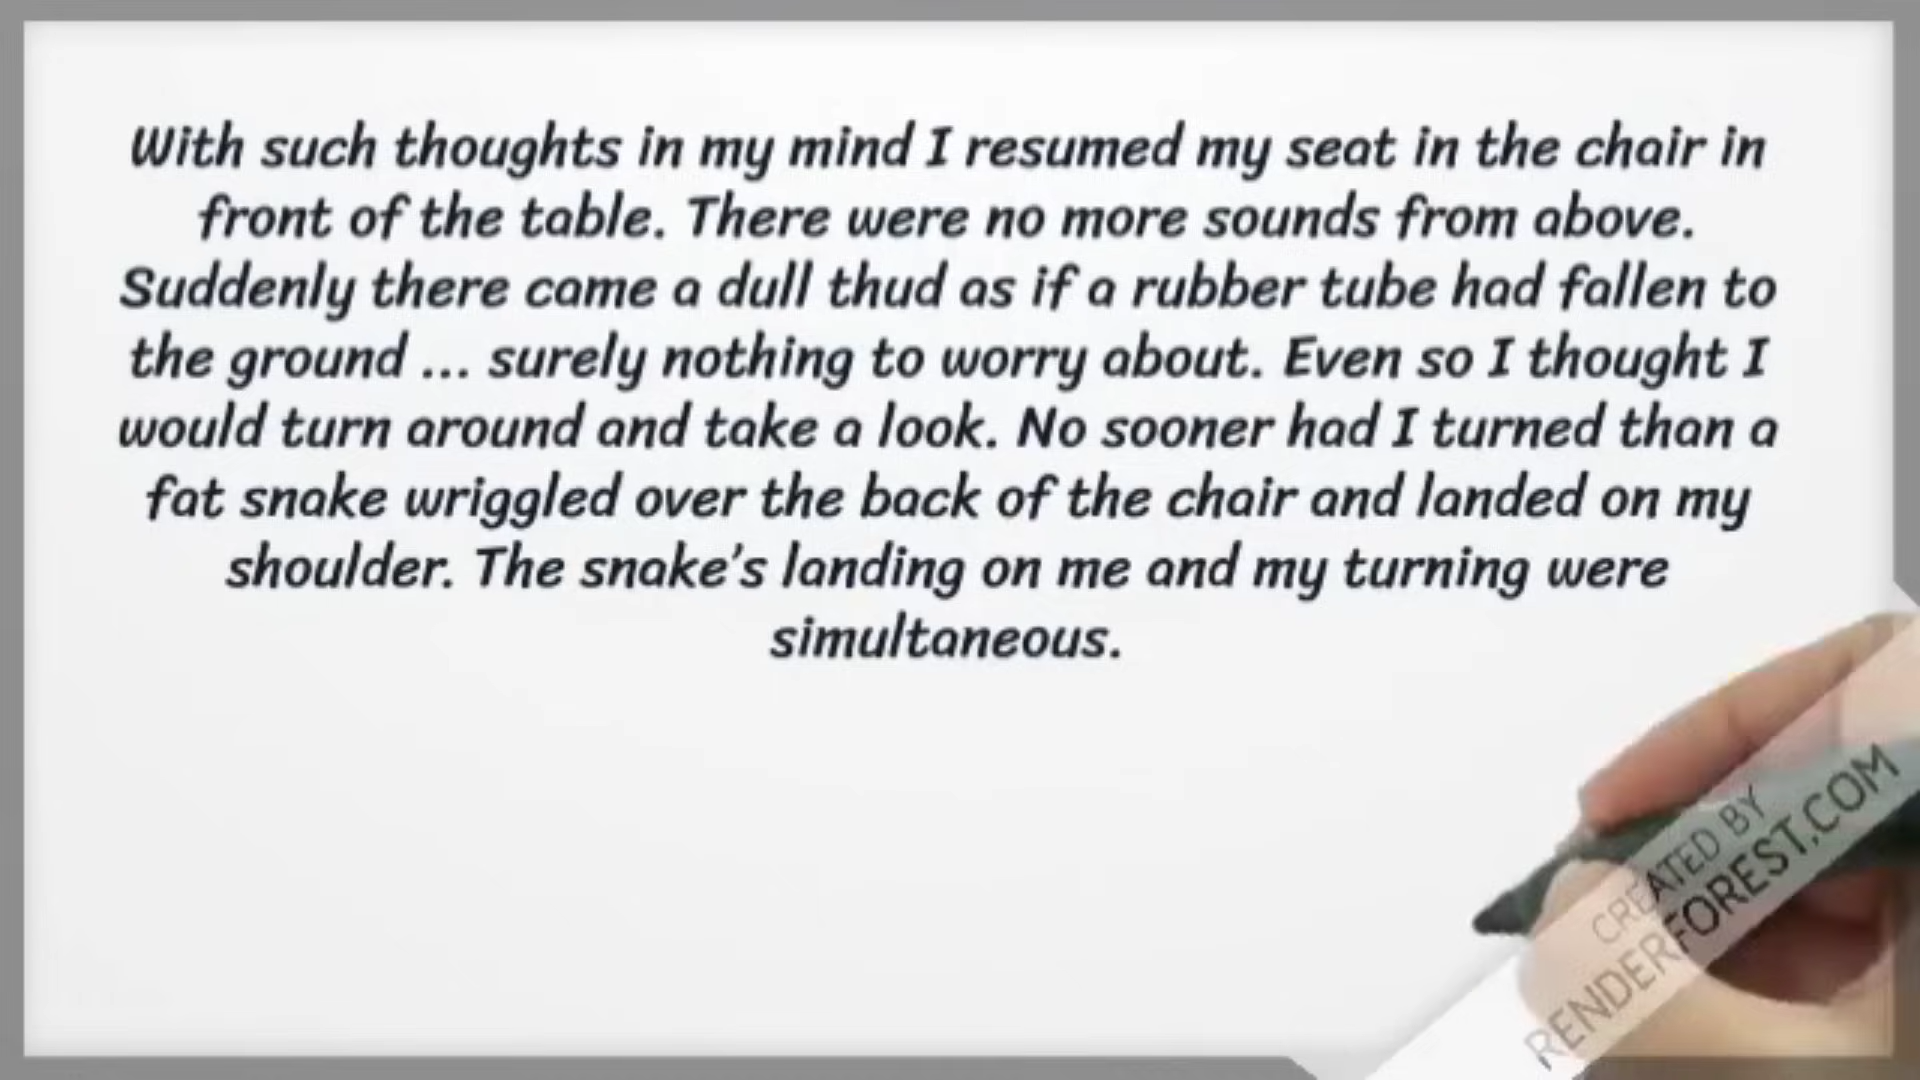 With such thoughts in my mind I resumed my seat in the chair in
front of the table. There were no more sounds from above.
Suddenly there came a dull thud as if a rubber tube had fallen to
the ground ... surely nothing to worry about. Even so I thought I
would turn around and take a look. No sooner had I turned than a
fat snake wriggled over the back of the chair and landed on my
shoulder. The snake's landing on me and my turning were
simultaneous.
CREATED BY
RENDERFOREST.COM